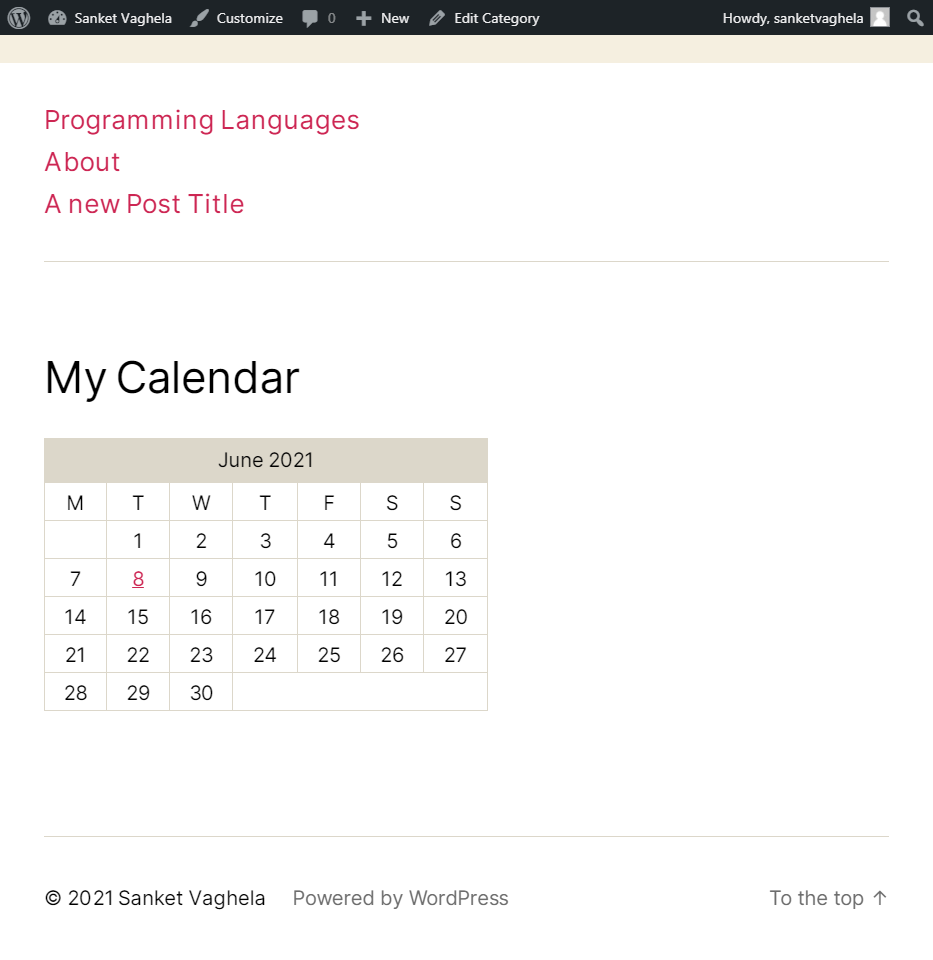 Sanket Vaghela Customize 0 New Edit Category Howdy, sanketvaghela
Programming Languages
About
A new Post Title
My Calendar
June 2021
M T W T F S S
1 2 3 4 5 6
7 8 9 10 11 12 13
14 15 16 17 18 19 20
21 22 23 24 25 26 27
28 29 30
© 2021 Sanket Vaghela Powered by WordPress To the top ↑